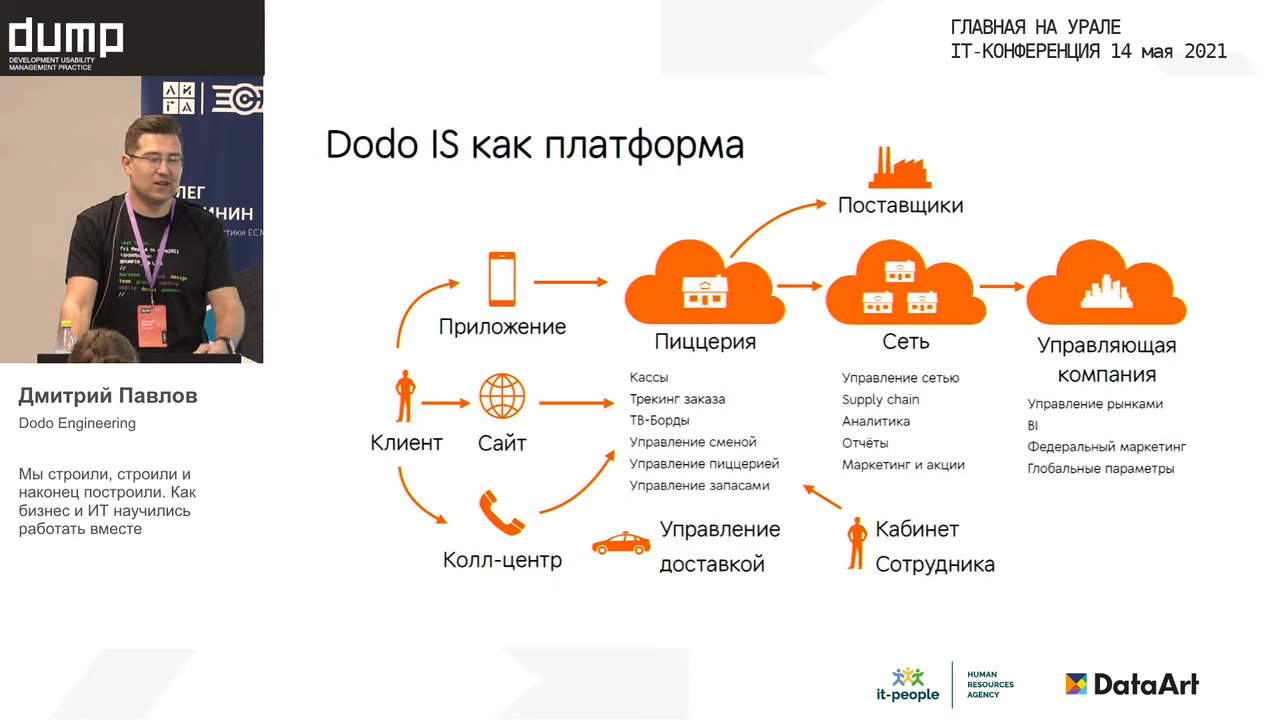 dump
DEVELOPMENT USABILITY
MANAGEMENT PRACTICE
ГЛАВНАЯ НА УРАЛЕ
IT-КОНФЕРЕНЦИЯ 14 мая 2021
ЛИ
ГА
ЛЕГ
ИНИН
Dodo IS как платформа
Поставщики
Приложение
Пиццерия
Сеть
Управляющая
компания
Кассы
Трекинг заказа
ТВ-Борды
Управление сменой
Управление пиццерией
Управление запасами
Управление сетью
Supply chain
Аналитика
Отчёты
Маркетинг и акции
Управление рынками
BI
Федеральный маркетинг
Глобальные параметры
Клиент
Сайт
Колл-центр
Управление
доставкой
Кабинет
Сотрудника
Дмитрий Павлов
Dodo Engineering
Мы строили, строили и
наконец построили. Как
бизнес и ИТ научились
работать вместе
it-people
HUMAN
RESOURCES
AGENCY
DataArt